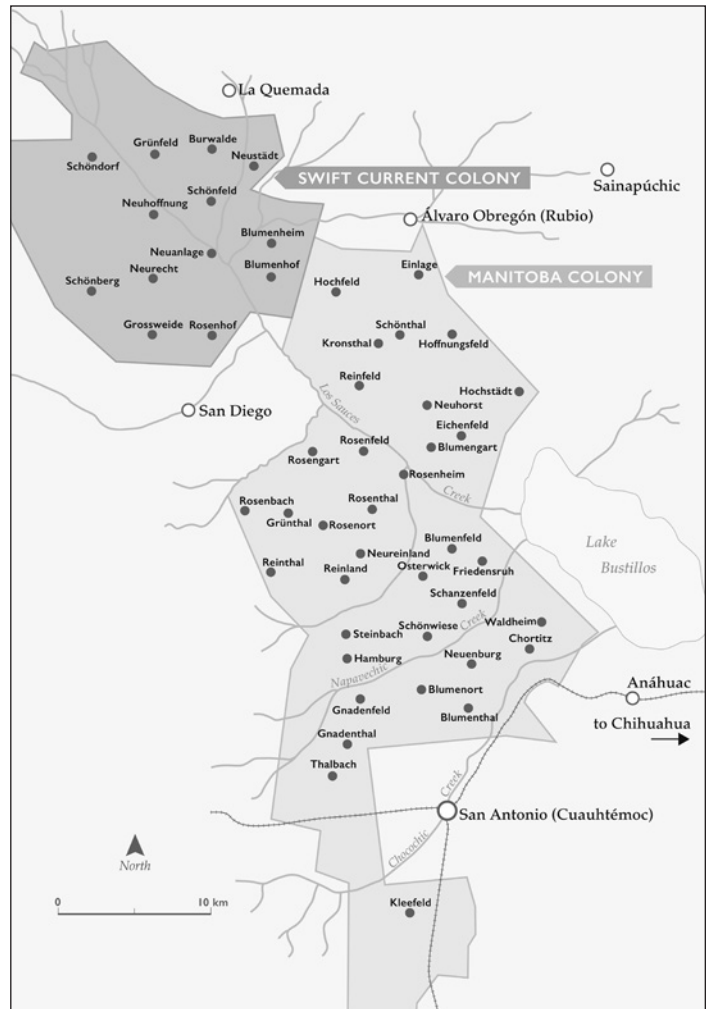 La Quemada
Burwalde
Grünfeld
Schöndorf
Neustädt
SWIFT CURRENT COLONY
Sainapúchic
Schönfeld
Neuhoffnung
Álvaro Obregón (Rubio)
Blumenheim
Neuanlage
Einlage
MANITOBA COLONY
Neurecht
Blumenhof
Schönberg
Hochfeld
Grossweide
Rosenhof
Schönthal
Kronsthal
Hoffnungsfeld
Reinfeld
Los Sauces
Hochstädt
San Diego
Neuhorst
Eichenfeld
Rosenfeld
Blumengart
Rosengart
Rosenheim
Creek
Rosenbach
Rosenthal
Grünthal
Rosenort
Lake
Bustillos
Blumenfeld
Neureinland
Reinthal
Reinland
Osterwick
Friedensruh
Schanzenfeld
Creek
Waldheim
Steinbach
Schönwiese
Chortitz
Hamburg
Neuenburg
Napavechic
Anáhuac
Blumenort
Gnadenfeld
Blumenthal
to Chihuahua
Gnadenthal
Thalbach
Creek
San Antonio (Cuauhtémoc)
Chocochic
North
0 10 km
Kleefeld